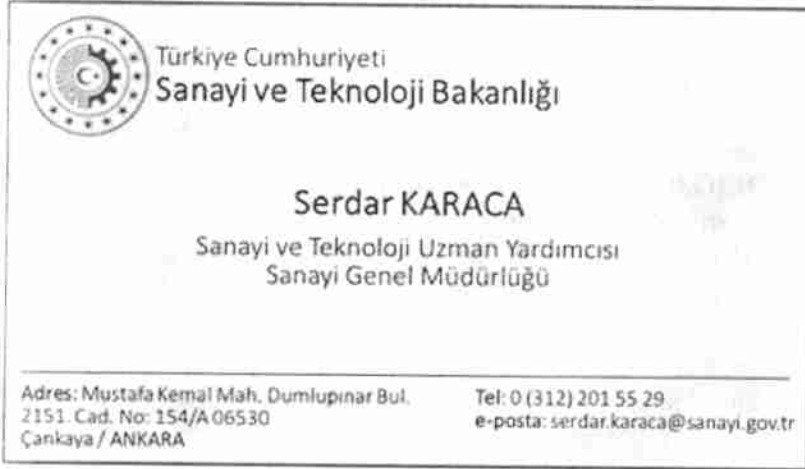 Türkiye Cumhuriyeti
Sanayi ve Teknoloji Bakanlığı
Serdar KARACA
Sanayi ve Teknoloji Uzman Yardımcısı
Sanayi Genel Müdürlüğü
Adres: Mustafa Kemal Mah. Dumlupınar Bul.
2151. Cad. No: 154/A 06530
Çankaya / ANKARA
Tel: 0 (312) 201 55 29
e-posta: serdar.karaca@sanayi.gov.tr